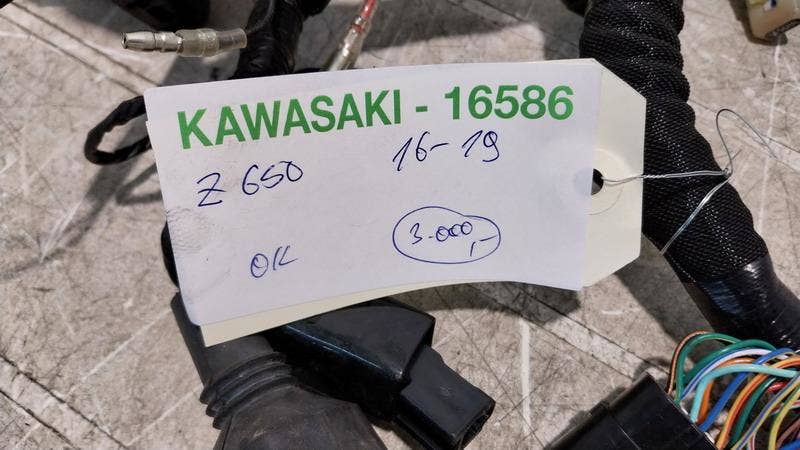 KAWASAKI - 16586
Z 650 16-19
OK 3.000,-